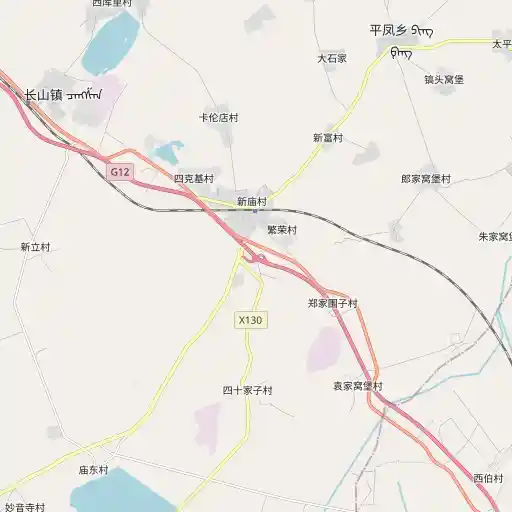 西库里村
平凤乡
太平
大石家
镐头窝堡
长山镇
卡伦店村
新富村
G12
四克基村
郎家窝堡村
新庙村
繁荣村
朱家窝堡
新立村
郑家围子村
X130
袁家窝堡村
四十家子村
庙东村
西伯村
妙音寺村